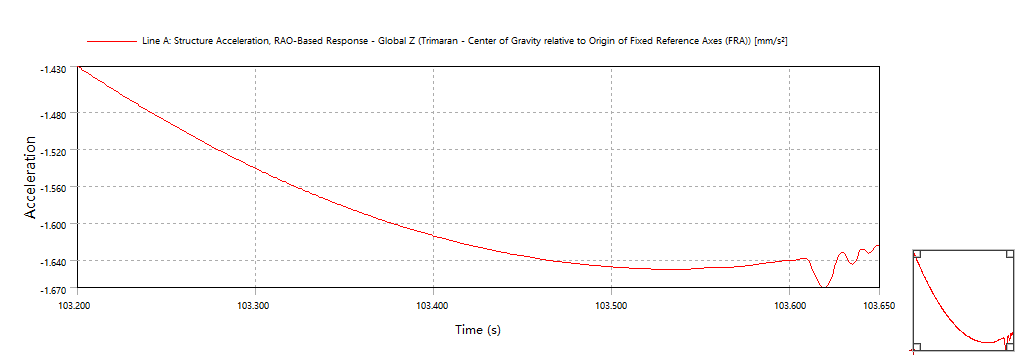 Line A: Structure Acceleration, RAO-Based Response - Global Z (Trimaran - Center of Gravity relative to Origin of Fixed Reference Axes (FRA)) [mm/s²]
-1.430
-1.480
-1.520
-1.560
-1.600
-1.640
-1.670
Acceleration
103.200 103.300 103.400 103.500 103.600 103.650
Time (s)